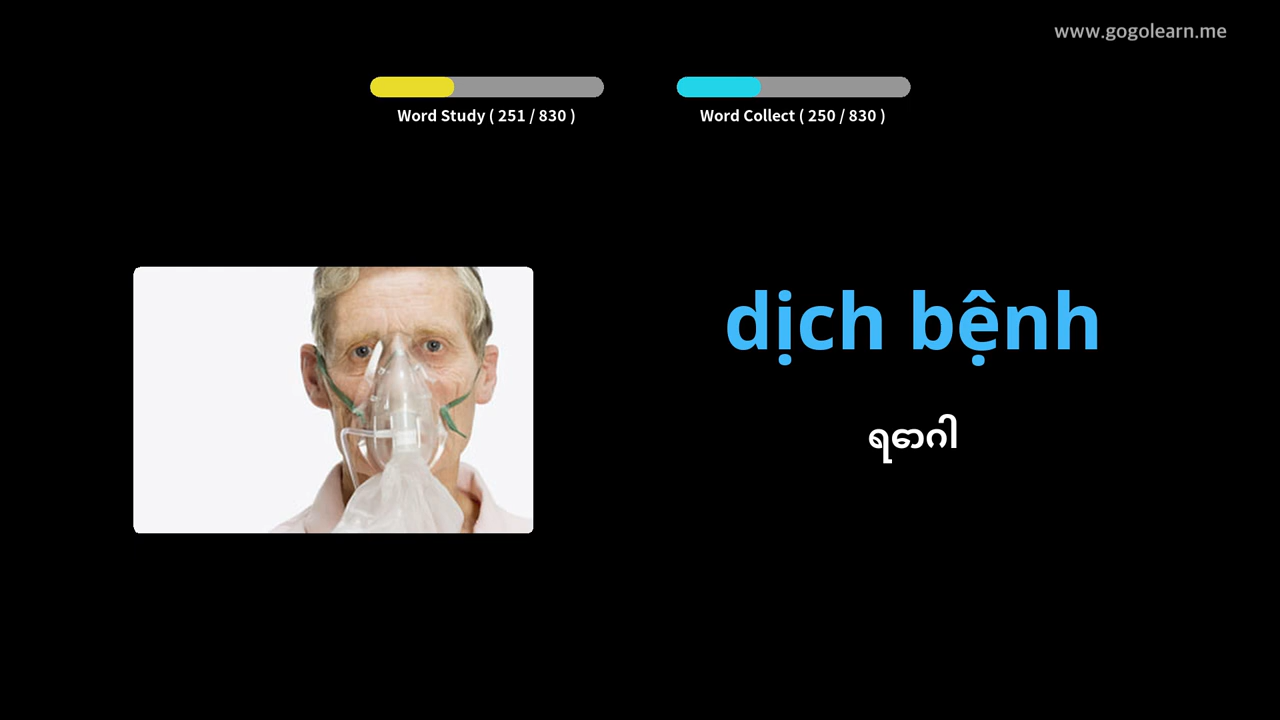 www.gogolearn.me
Word Study ( 251 / 830 )
Word Collect ( 250 / 830 )
dịch bệnh
ရောဂါ